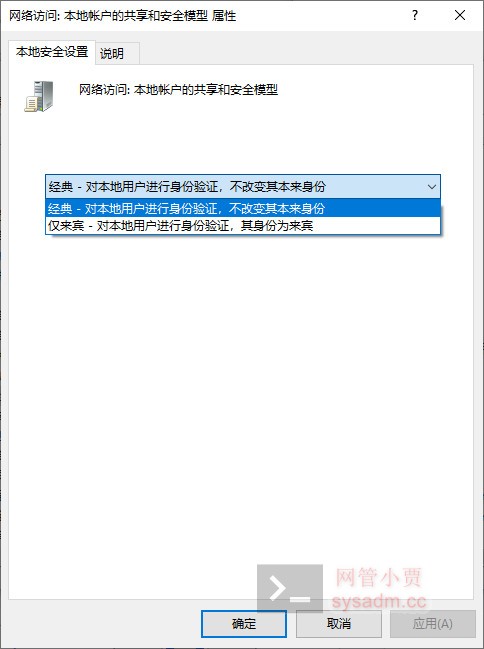 网络访问: 本地帐户的共享和安全模型 属性
?
本地安全设置
说明
网络访问: 本地帐户的共享和安全模型
经典 - 对本地用户进行身份验证，不改变其本来身份
经典 - 对本地用户进行身份验证，不改变其本来身份
仅来宾 - 对本地用户进行身份验证，其身份为来宾
网管小贾
sysadm.cc
确定
取消
应用(A)